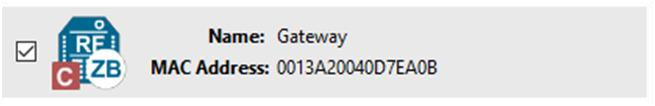 RF
C ZB
Name: Gateway
MAC Address: 0013A20040D7EA0B